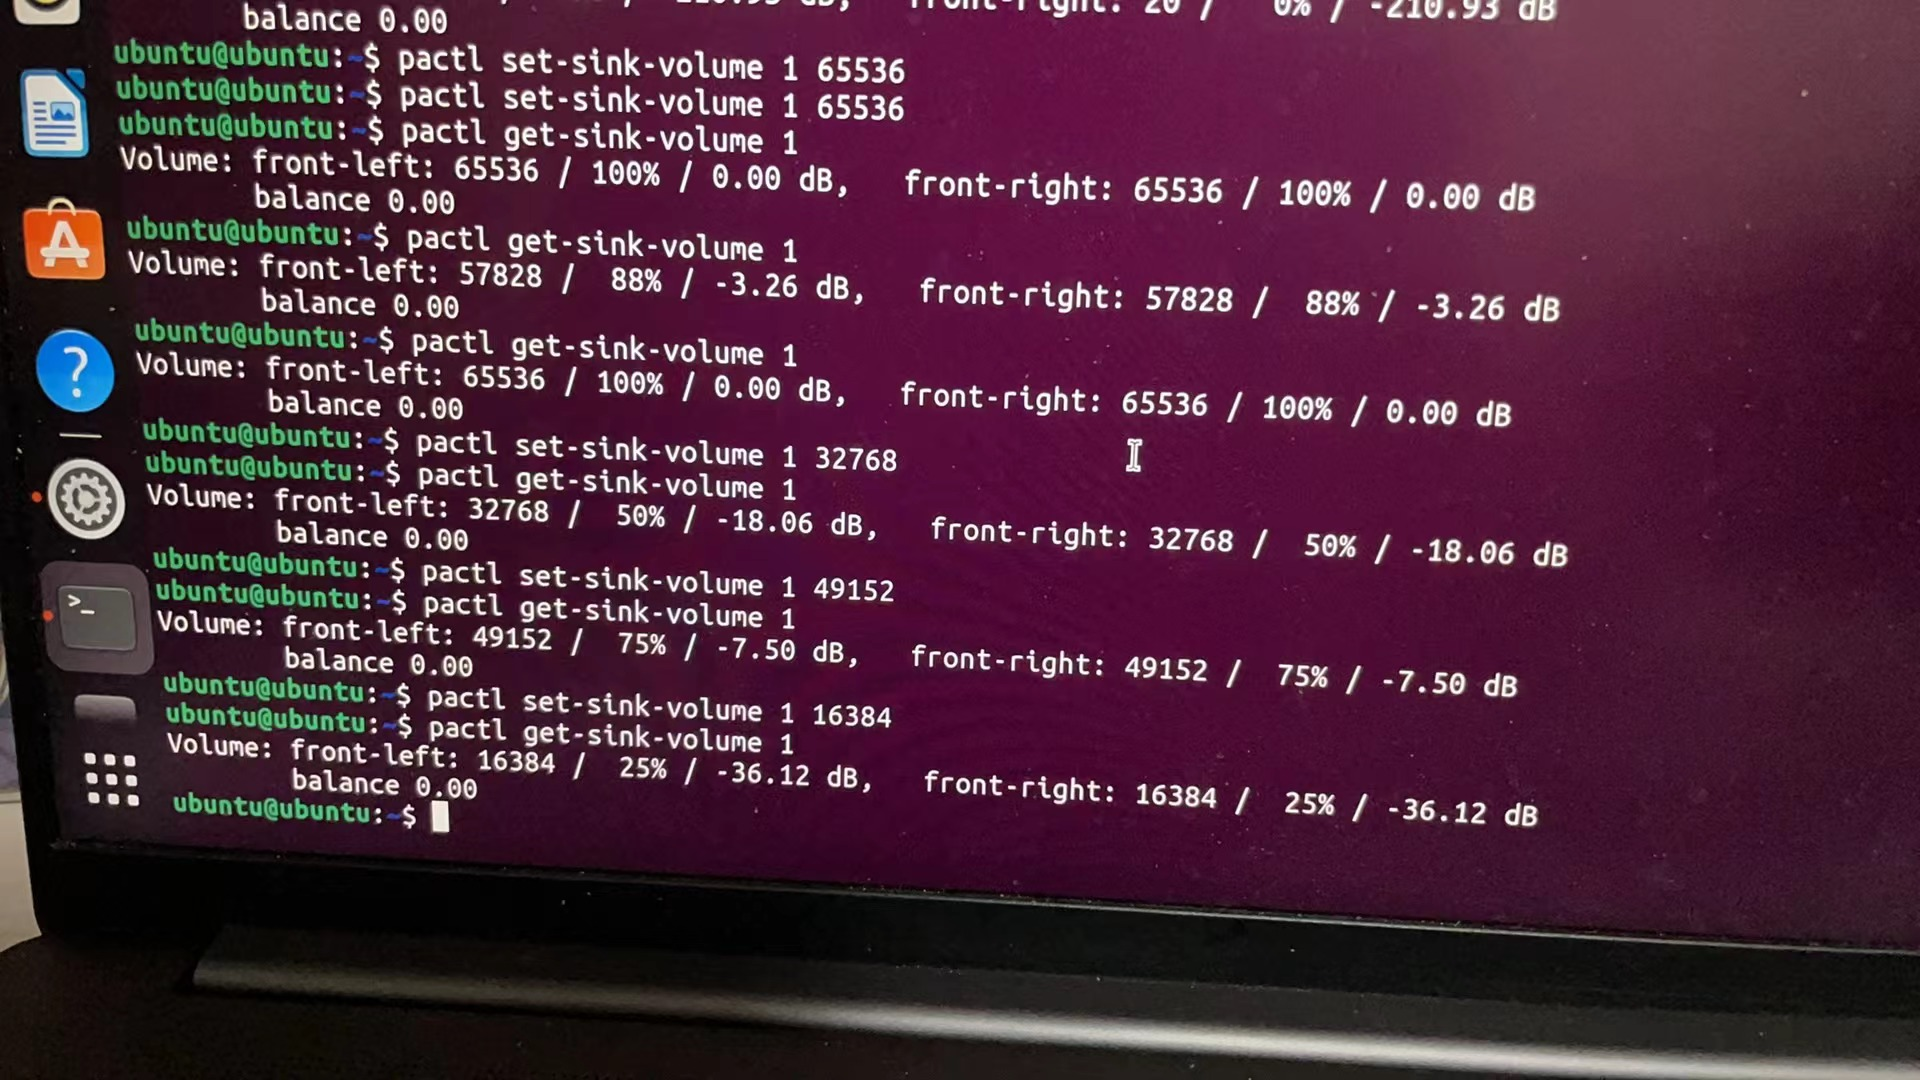 front-right: 20 / 0% / -210.93 dB
balance 0.00
ubuntu@ubuntu:~$ pactl set-sink-volume 1 65536
ubuntu@ubuntu:~$ pactl set-sink-volume 1 65536
ubuntu@ubuntu:~$ pactl get-sink-volume 1
Volume: front-left: 65536 / 100% / 0.00 dB,   front-right: 65536 / 100% / 0.00 dB
balance 0.00
ubuntu@ubuntu:~$ pactl get-sink-volume 1
Volume: front-left: 57828 /  88% / -3.26 dB,   front-right: 57828 /  88% / -3.26 dB
balance 0.00
ubuntu@ubuntu:~$ pactl get-sink-volume 1
Volume: front-left: 65536 / 100% / 0.00 dB,   front-right: 65536 / 100% / 0.00 dB
balance 0.00
ubuntu@ubuntu:~$ pactl set-sink-volume 1 32768
ubuntu@ubuntu:~$ pactl get-sink-volume 1
Volume: front-left: 32768 /  50% / -18.06 dB,   front-right: 32768 /  50% / -18.06 dB
balance 0.00
ubuntu@ubuntu:~$ pactl set-sink-volume 1 49152
ubuntu@ubuntu:~$ pactl get-sink-volume 1
Volume: front-left: 49152 /  75% / -7.50 dB,   front-right: 49152 /  75% / -7.50 dB
balance 0.00
ubuntu@ubuntu:~$ pactl set-sink-volume 1 16384
ubuntu@ubuntu:~$ pactl get-sink-volume 1
Volume: front-left: 16384 /  25% / -36.12 dB,   front-right: 16384 /  25% / -36.12 dB
balance 0.00
ubuntu@ubuntu:~$